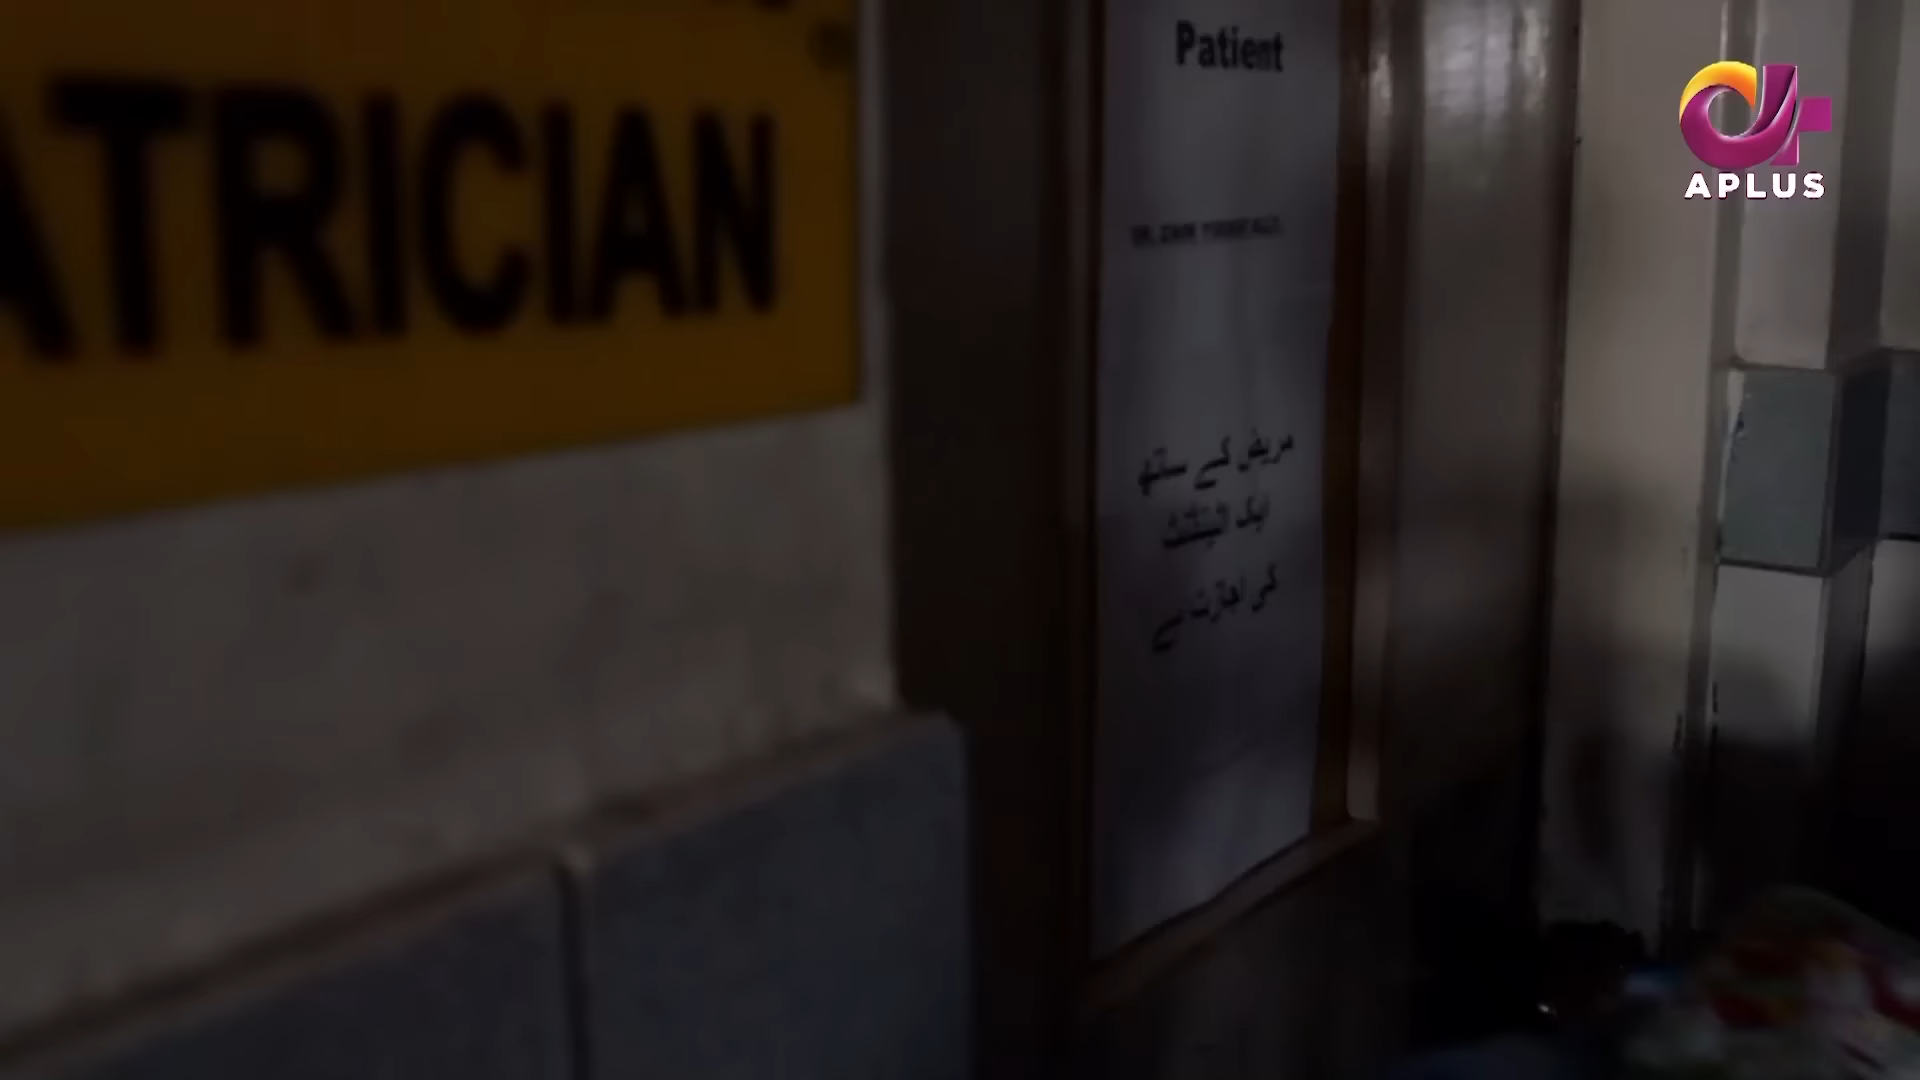 ATRICIAN
Patient
مریض کے ساتھ
ایک اٹینڈنٹ
کی اجازت ہے
APLUS